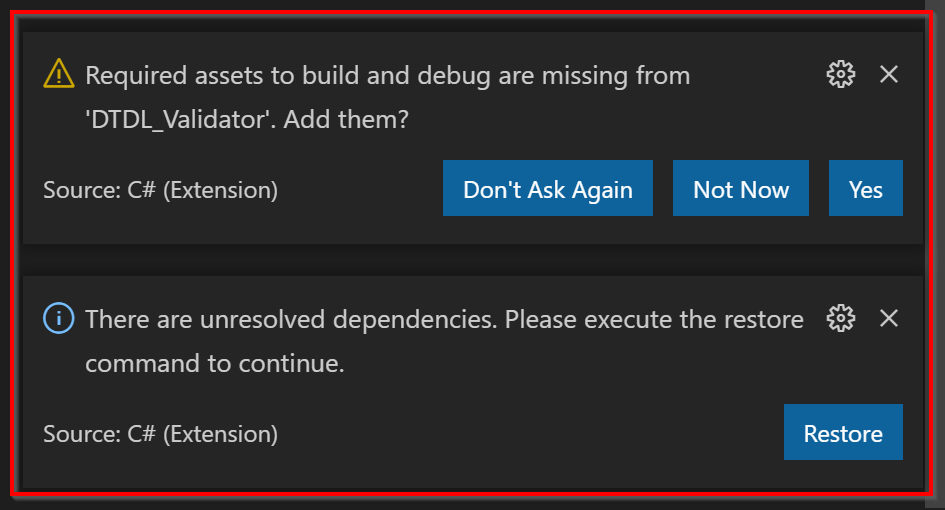 Required assets to build and debug are missing from
'DTDL_Validator'. Add them?
Source: C# (Extension)
Don't Ask Again
Not Now
Yes
There are unresolved dependencies. Please execute the restore
command to continue.
Source: C# (Extension)
Restore